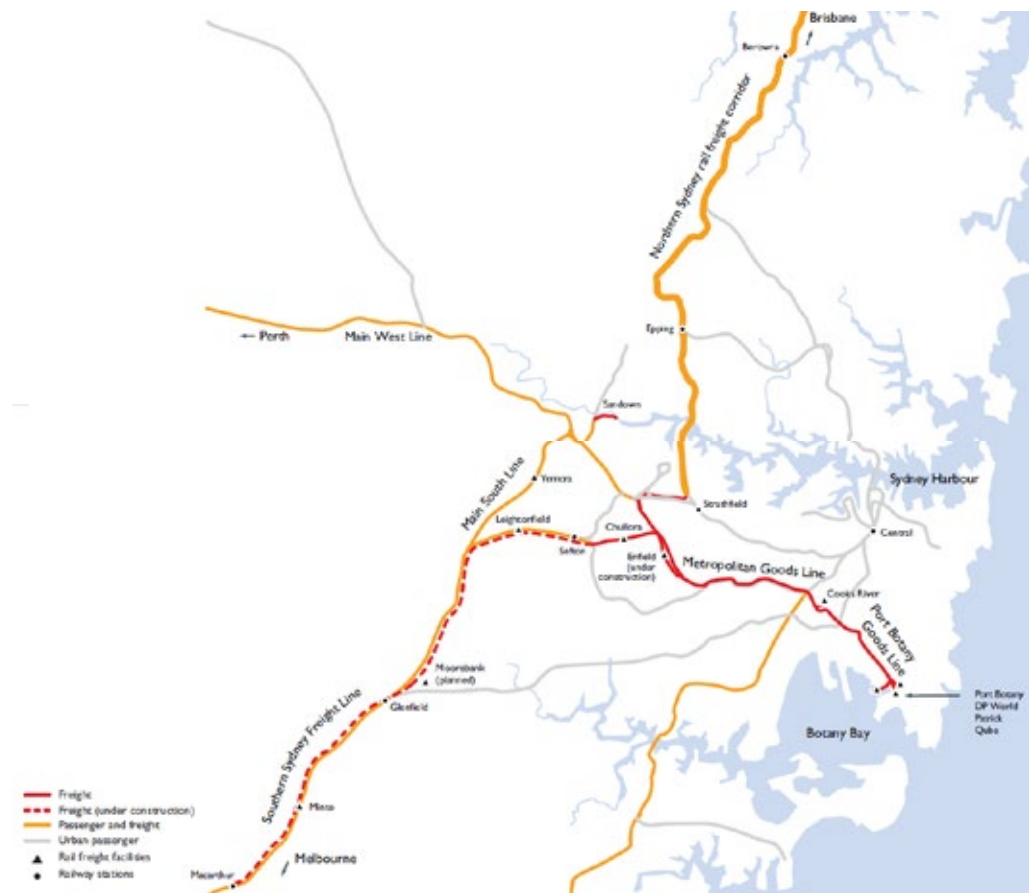 Brisbane
Berowra
Northern Sydney rail freight corridor
Epping
Perth
Main West Line
Sandown
Sydney Harbour
Main South Line
Yennora
Strathfield
Leightonfield
Chullora
Central
Sefton
Enfield
(under
construction)
Metropolitan Goods Line
Cooks River
Port Botany
Goods Line
Moorebank
(planned)
Glenfield
Port Botany
DP World
Patrick
Qube
Botany Bay
Southern Sydney Freight Line
Minto
Melbourne
Macarthur
Freight
Freight (under construction)
Passenger and freight
Urban passenger
Rail freight facilities
Railway stations